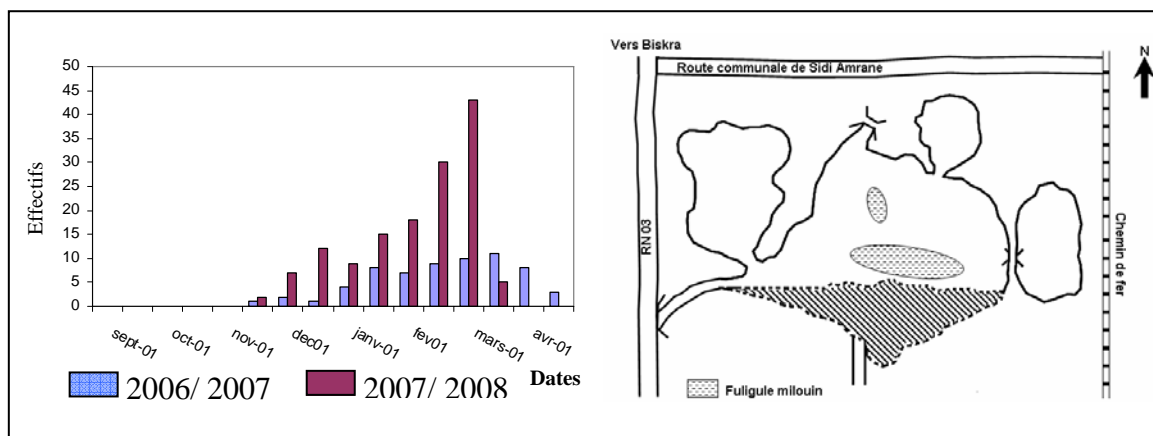 50
45
40
35
30
25
20
15
10
5
0
Effectifs
sept-01
oct-01
nov-01
dec01
janv-01
fev01
mars-01
avr-01
Dates
2006/ 2007
2007/ 2008
Vers Biskra
Route communale de Sidi Amrane
N
RN 03
Chemin de fer
Fuligule milouin